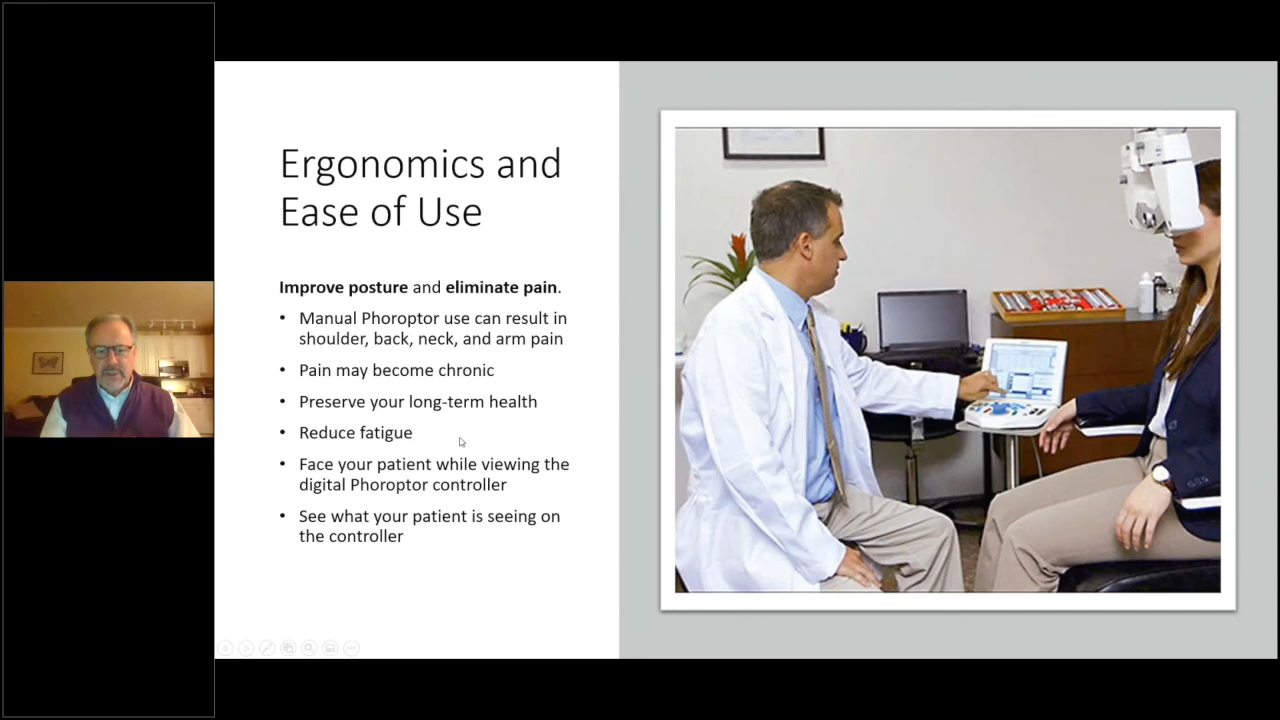 Ergonomics and
Ease of Use
Improve posture and eliminate pain.
• Manual Phoroptor use can result in
shoulder, back, neck, and arm pain
• Pain may become chronic
• Preserve your long-term health
• Reduce fatigue
• Face your patient while viewing the
digital Phoroptor controller
• See what your patient is seeing on
the controller